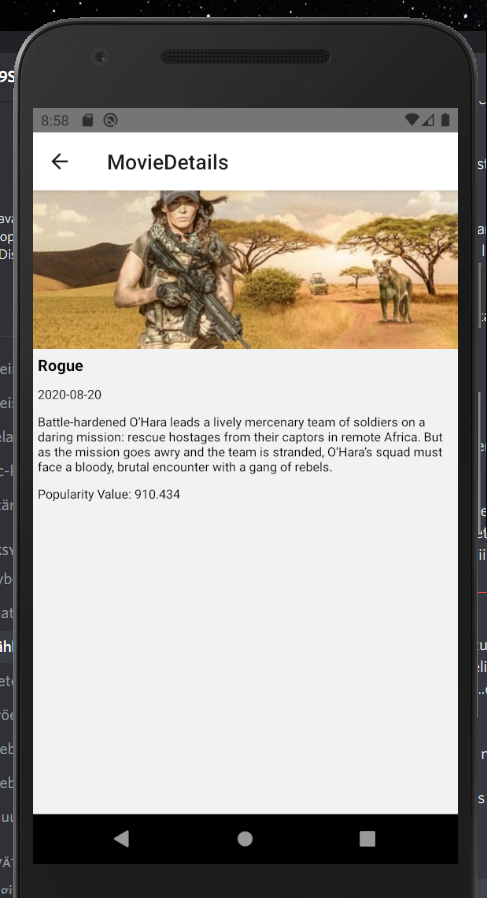 8:58
MovieDetails
Rogue
2020-08-20
Battle-hardened O’Hara leads a lively mercenary team of soldiers on a
daring mission: rescue hostages from their captors in remote Africa. But
as the mission goes awry and the team is stranded, O’Hara’s squad must
face a bloody, brutal encounter with a gang of rebels.
Popularity Value: 910.434